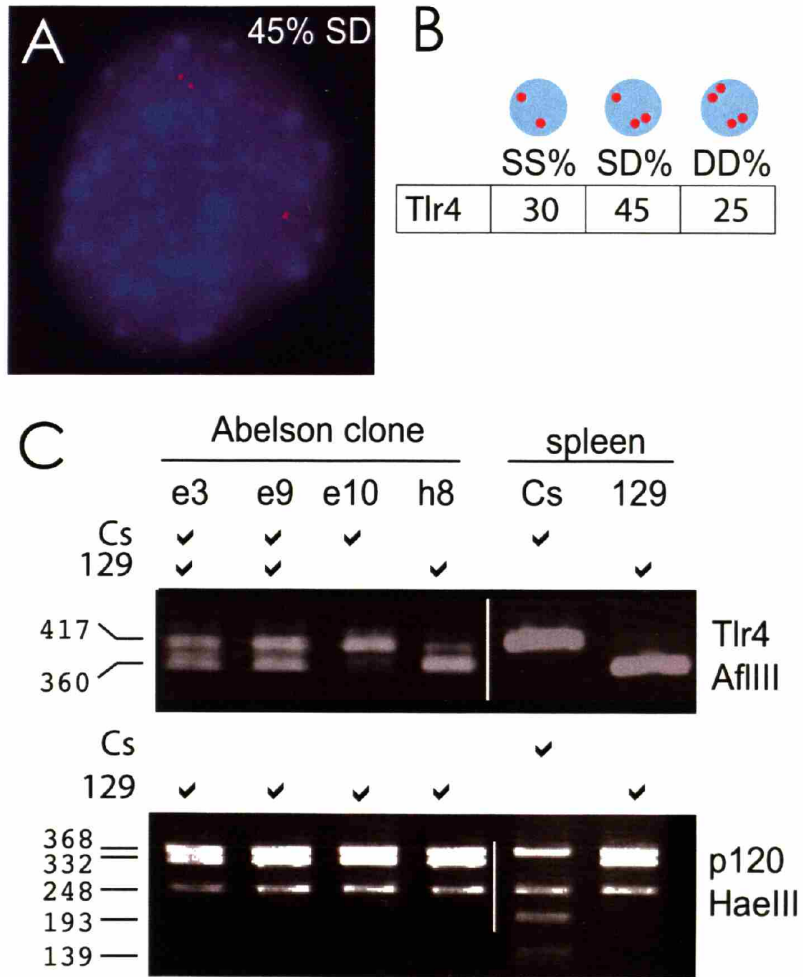 A
45% SD
B
SS% SD% DD%
Tlr4 30 45 25
C
Abelson clone spleen
e3 e9 e10 h8 Cs 129
Cs
129
417
360
Tlr4
AflIII
Cs
129
368
332
248
193
139
p120
HaeIII